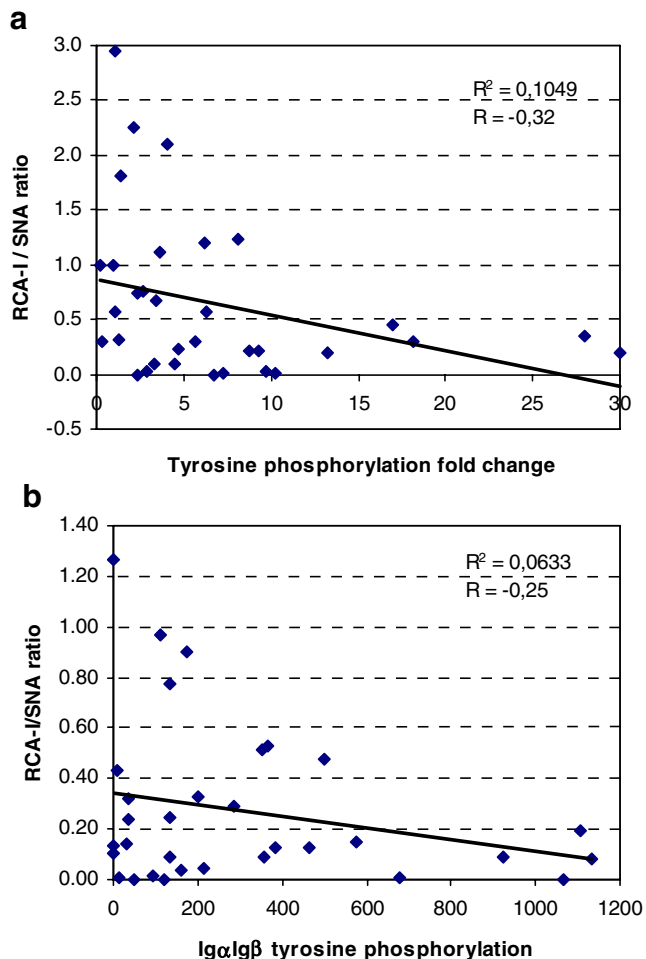 a
3.0
R² = 0,1049
R = -0,32
2.5
2.0
1.5
1.0
0.5
0.0
-0.5
RCA-I / SNA ratio
0 5 10 15 20 25 30
Tyrosine phosphorylation fold change
b
1.40
R² = 0,0633
R = -0,25
1.20
1.00
0.80
0.60
0.40
0.20
0.00
RCA-I/SNA ratio
0 200 400 600 800 1000 1200
IgαIgβ tyrosine phosphorylation